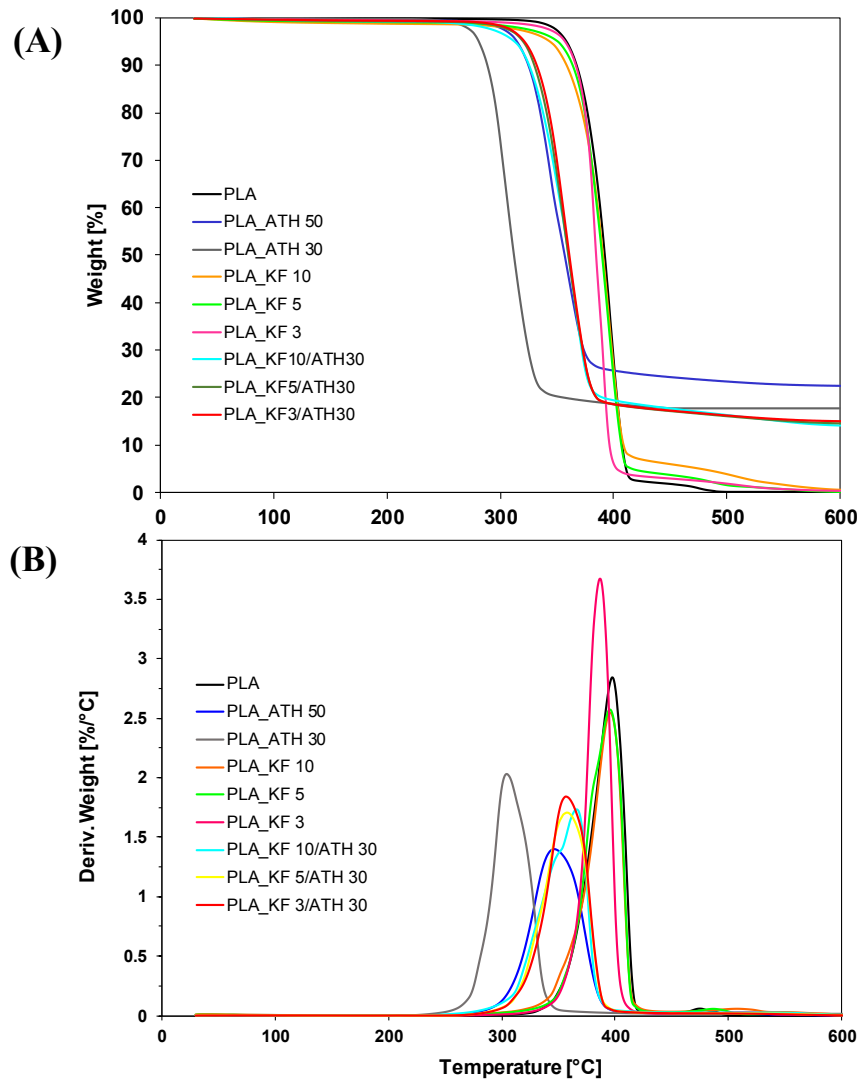 (A)
100
90
80
70
60
50
40
30
20
10
0
Weight [%]
PLA
PLA_ATH 50
PLA_ATH 30
PLA_KF 10
PLA_KF 5
PLA_KF 3
PLA_KF10/ATH30
PLA_KF5/ATH30
PLA_KF3/ATH30
0 100 200 300 400 500 600
(B)
4
3.5
3
2.5
2
1.5
1
0.5
0
Deriv. Weight [%/°C]
PLA
PLA_ATH 50
PLA_ATH 30
PLA_KF 10
PLA_KF 5
PLA_KF 3
PLA_KF 10/ATH 30
PLA_KF 5/ATH 30
PLA_KF 3/ATH 30
0 100 200 300 400 500 600
Temperature [°C]